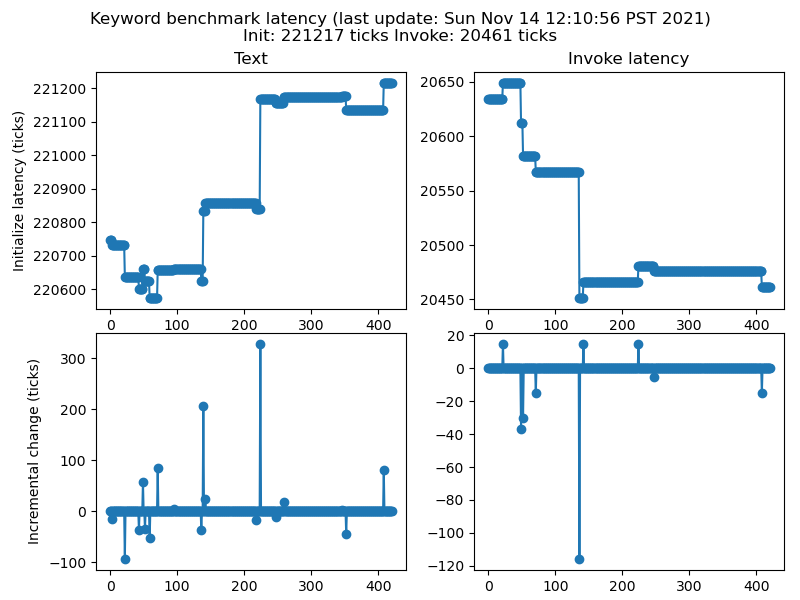 Keyword benchmark latency (last update: Sun Nov 14 12:10:56 PST 2021)
Init: 221217 ticks Invoke: 20461 ticks
Text
Invoke latency
Initialize latency (ticks)
221200
221100
221000
220900
220800
220700
220600
0 100 200 300 400
20650
20600
20550
20500
20450
0 100 200 300 400
Incremental change (ticks)
300
200
100
0
−100
0 100 200 300 400
20
0
−20
−40
−60
−80
−100
−120
0 100 200 300 400